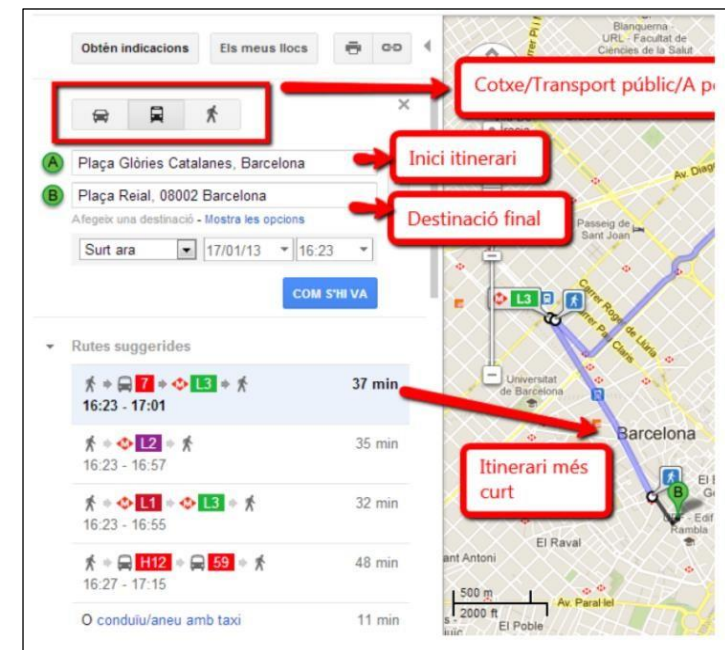 Obtén indicacions
Els meus llocs
Cotxe/Transport públic/A pe
Plaça Glòries Catalanes, Barcelona
Plaça Reial, 08002 Barcelona
Afegeix una destinació - Mostra les opcions
Surt ara
17/01/13
16:23
COM S'HI VA
Inici itinerari
Destinació final
Rutes suggerides
7 L3 37 min
16:23 - 17:01
L2 35 min
16:23 - 16:57
L1 L3 32 min
16:23 - 16:55
H12 59 48 min
16:27 - 17:15
O conduïu/aneu amb taxi 11 min
Itinerari més
curt
Blanquerna -
URL - Facultat de
Ciències de la Salut
Av. Diag
Passeig de
Sant Joan
L3
Carrer Roger de Llúria
Carrer Pau Claris
Universitat
de Barcelona
Barcelona
A
B
B
El Raval
Rambla
ant Antoni
500 m
2000 ft
Av. Paral·lel
El Poble